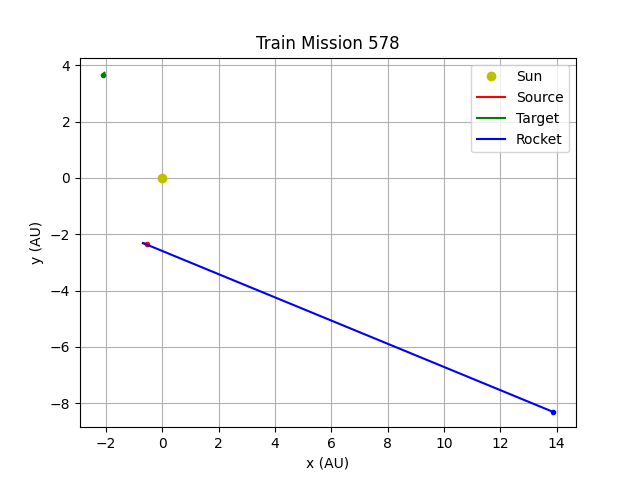 Train Mission 578
Sun
Source
Target
Rocket
y (AU)
4
2
0
−2
−4
−6
−8
−2 0 2 4 6 8 10 12 14
x (AU)